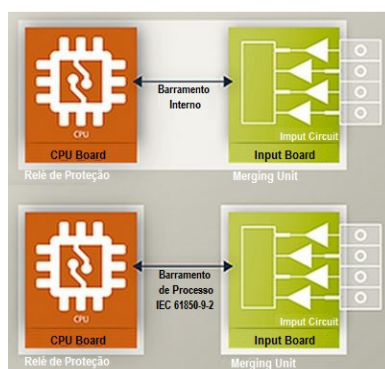 Barramento
Interno
CPU
Imput Circuit
CPU Board
Input Board
Relé de Proteção
Merging Unit
Barramento
de Processo
IEC 61850-9-2
CPU
Imput Circuit
CPU Board
Input Board
Relé de Proteção
Merging Unit